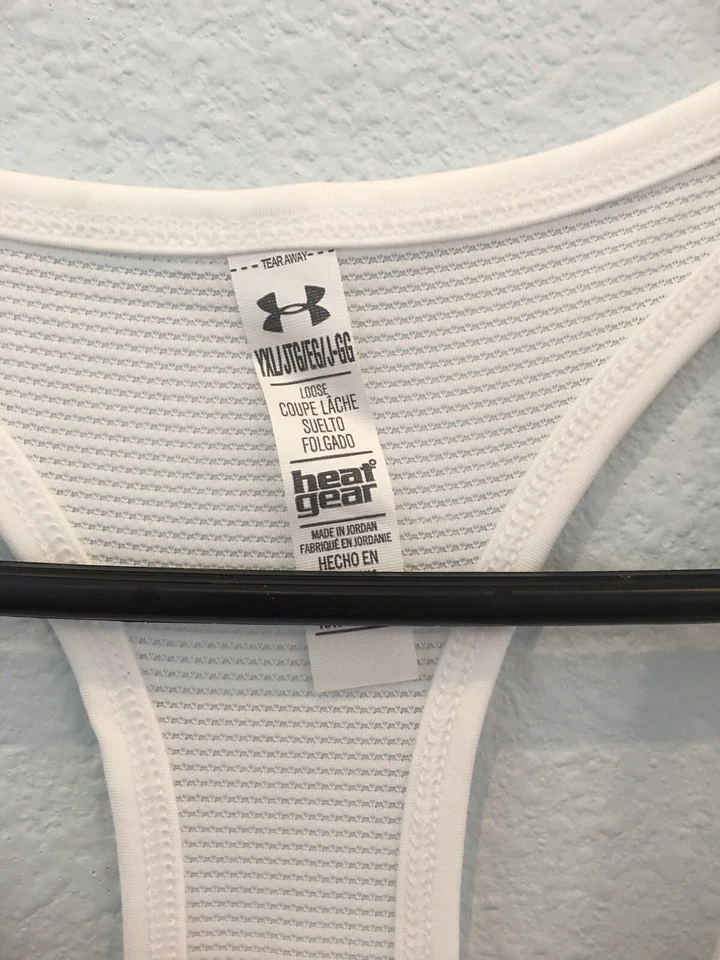 TEAR AWAY
YXL/JTG/EG/J-GG
LOOSE
COUPE LÂCHE
SUELTO
FOLGADO
heat
gear
MADE IN JORDAN
FABRIQUÉ EN JORDANIE
HECHO EN